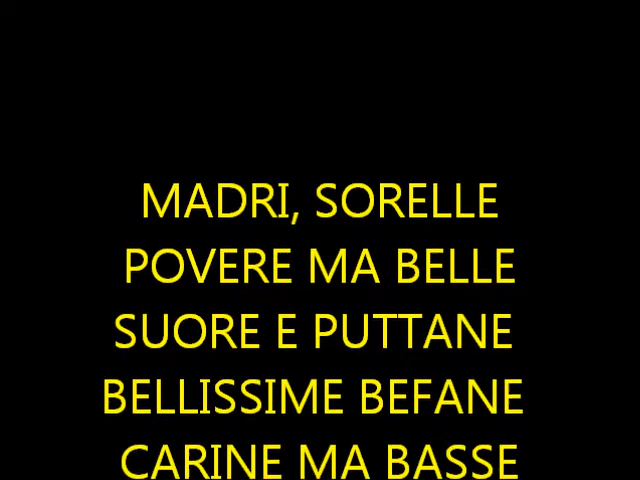 MADRI, SORELLE
POVERE MA BELLE
SUORE E PUTTANE
BELLISSIME BEFANE
CARINE MA BASSE